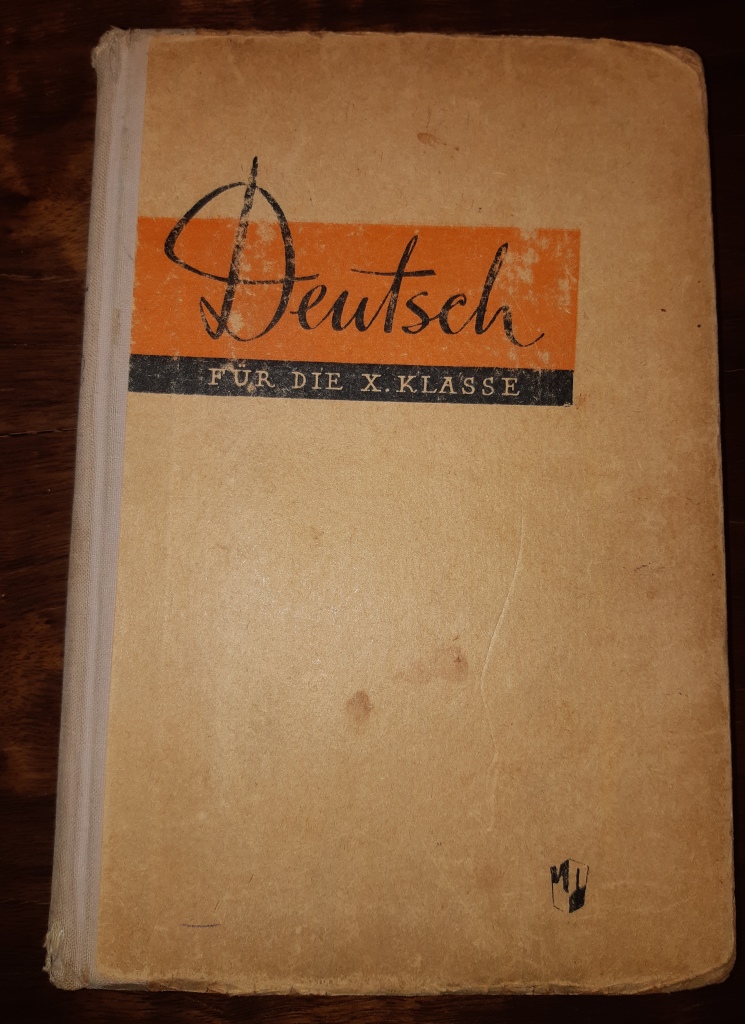 Deutsch
FÜR DIE X. KLASSE